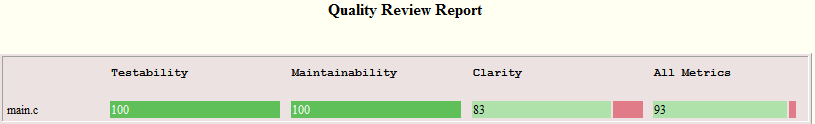 Quality Review Report
Testability Maintainability Clarity All Metrics
main.c 100 100 83 93